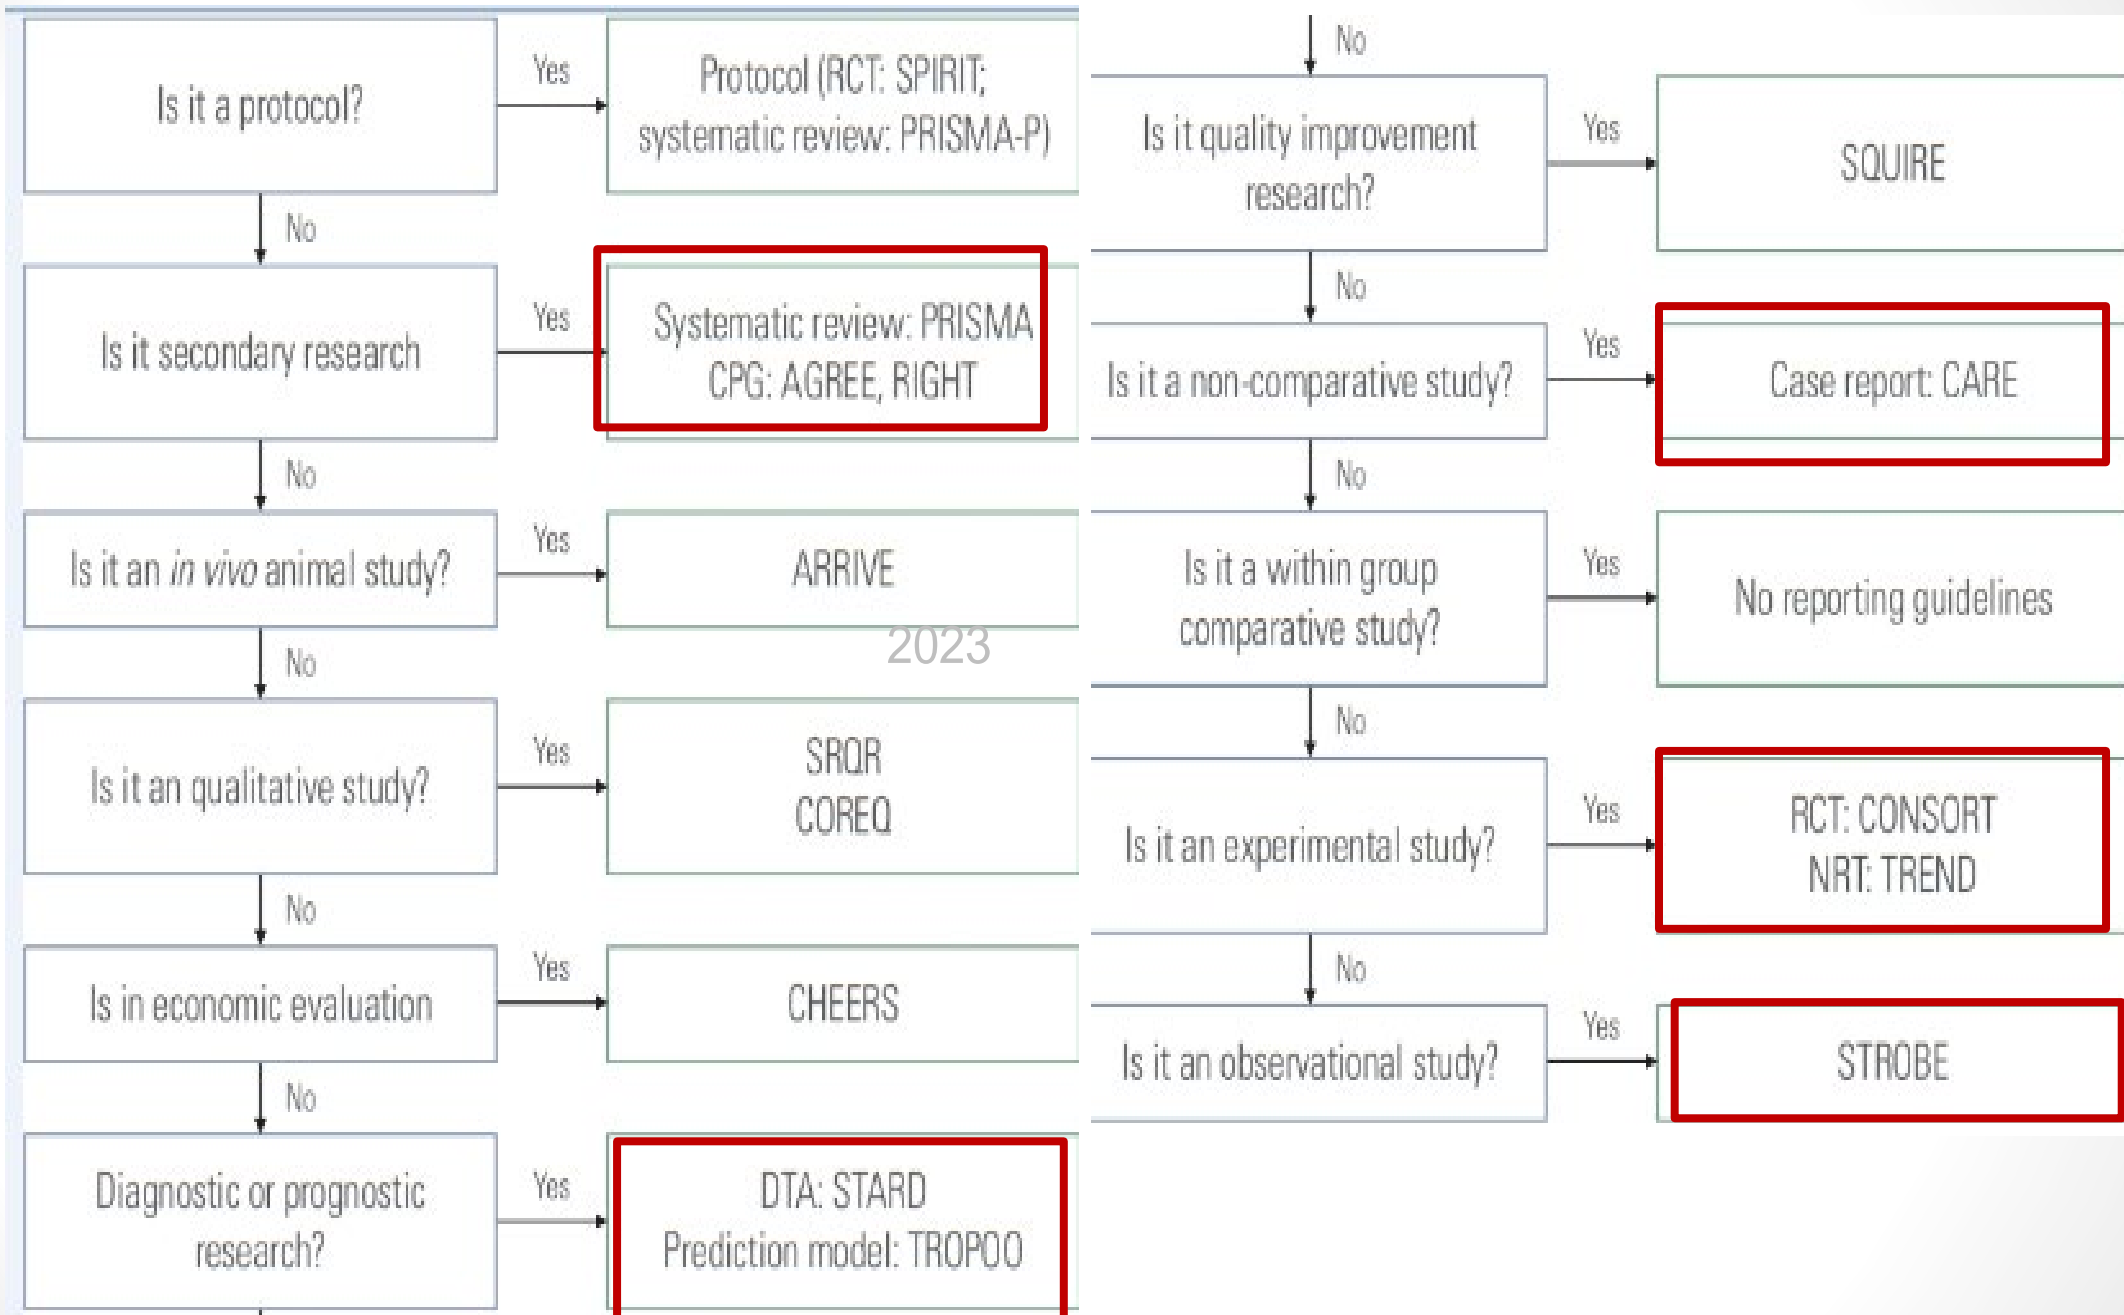 Is it a protocol?
Yes
Protocol (RCT: SPIRIT;
systematic review: PRISMA-P)
No
Is it secondary research
Yes
Systematic review: PRISMA
CPG: AGREE, RIGHT
No
Is it an in vivo animal study?
Yes
ARRIVE
2023
No
Is it an qualitative study?
Yes
SRQR
COREQ
No
Is in economic evaluation
Yes
CHEERS
No
Diagnostic or prognostic
research?
Yes
DTA: STARD
Prediction model: TROPOO
No
Is it quality improvement
research?
Yes
SQUIRE
No
Is it a non-comparative study?
Yes
Case report: CARE
No
Is it a within group
comparative study?
Yes
No reporting guidelines
No
Is it an experimental study?
Yes
RCT: CONSORT
NRT: TREND
No
Is it an observational study?
Yes
STROBE